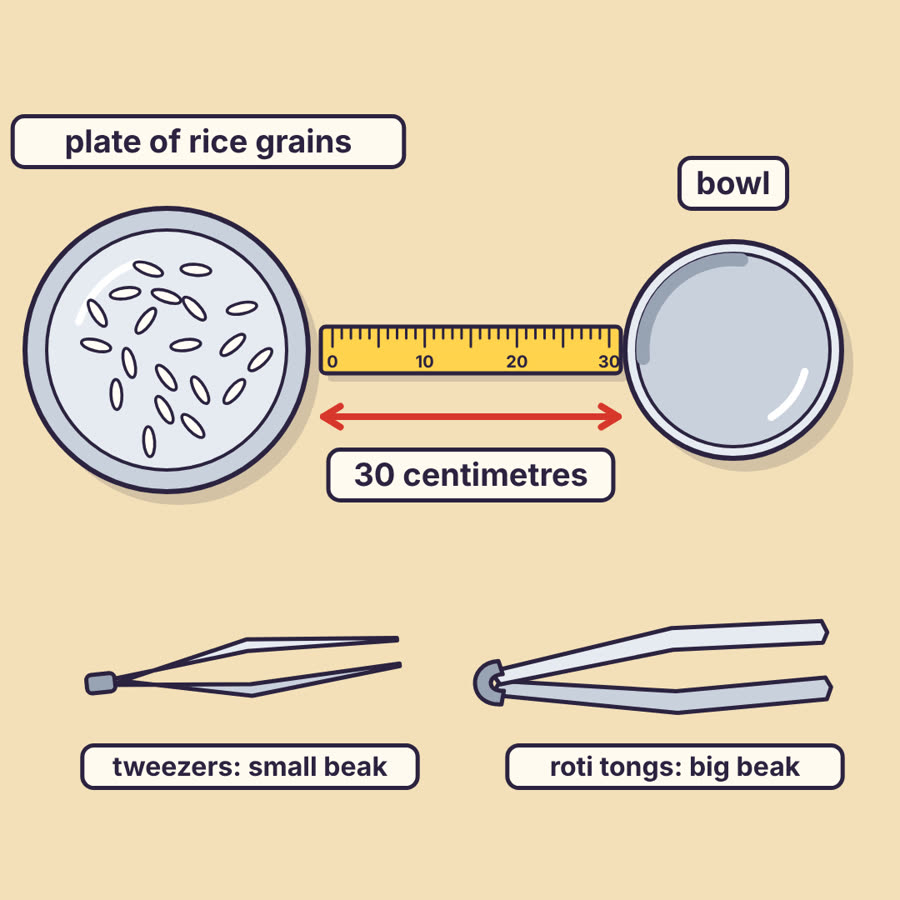 plate of rice grains
bowl
0 10 20 30
30 centimetres
tweezers: small beak
roti tongs: big beak